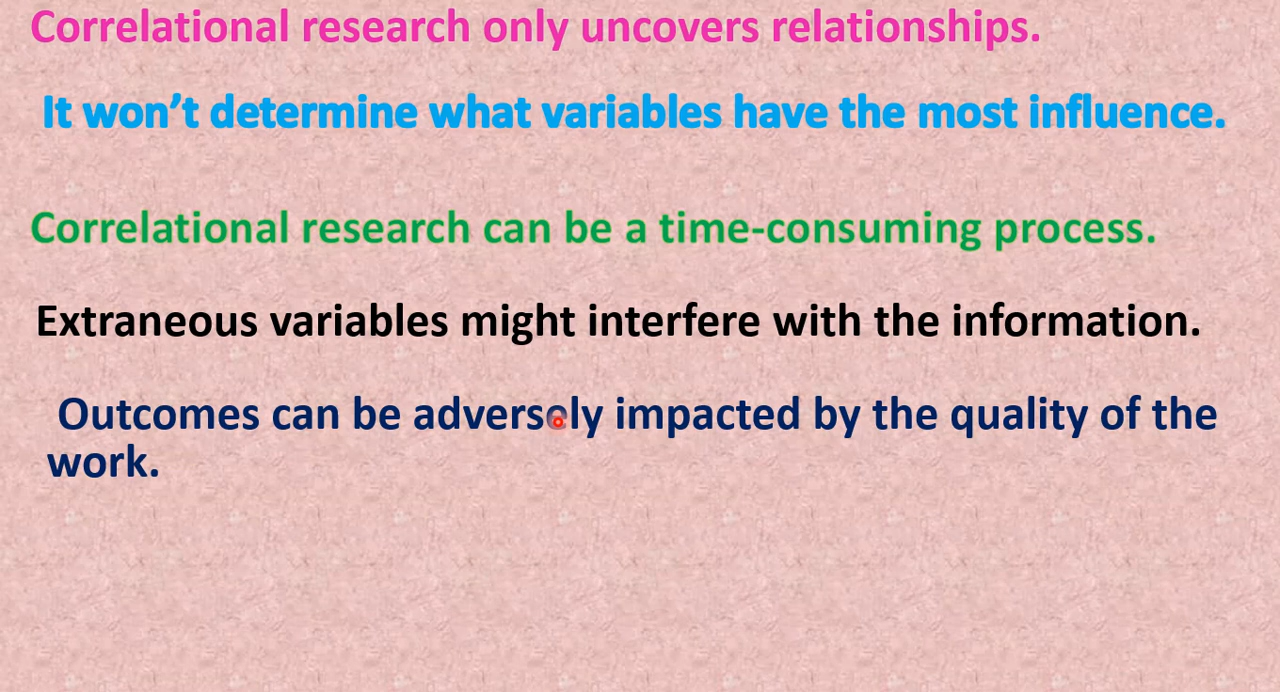 Correlational research only uncovers relationships.
It won’t determine what variables have the most influence.
Correlational research can be a time-consuming process.
Extraneous variables might interfere with the information.
Outcomes can be adversely impacted by the quality of the
work.